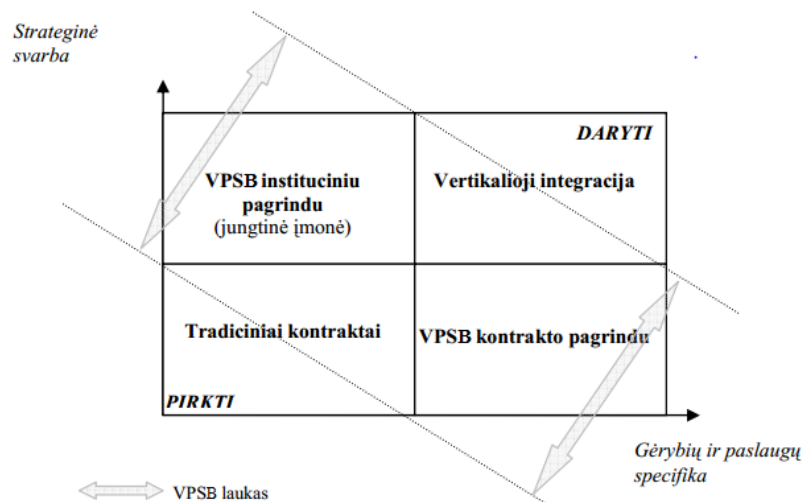 Strateginė
svarba
DARYTI
VPSB instituciniu
pagrindu
(jungtinė įmonė)
Vertikalioji integracija
Tradiciniai kontraktai
VPSB kontrakto pagrindu
PIRKTI
Gėrybių ir paslaugų
specifika
VPSB laukas